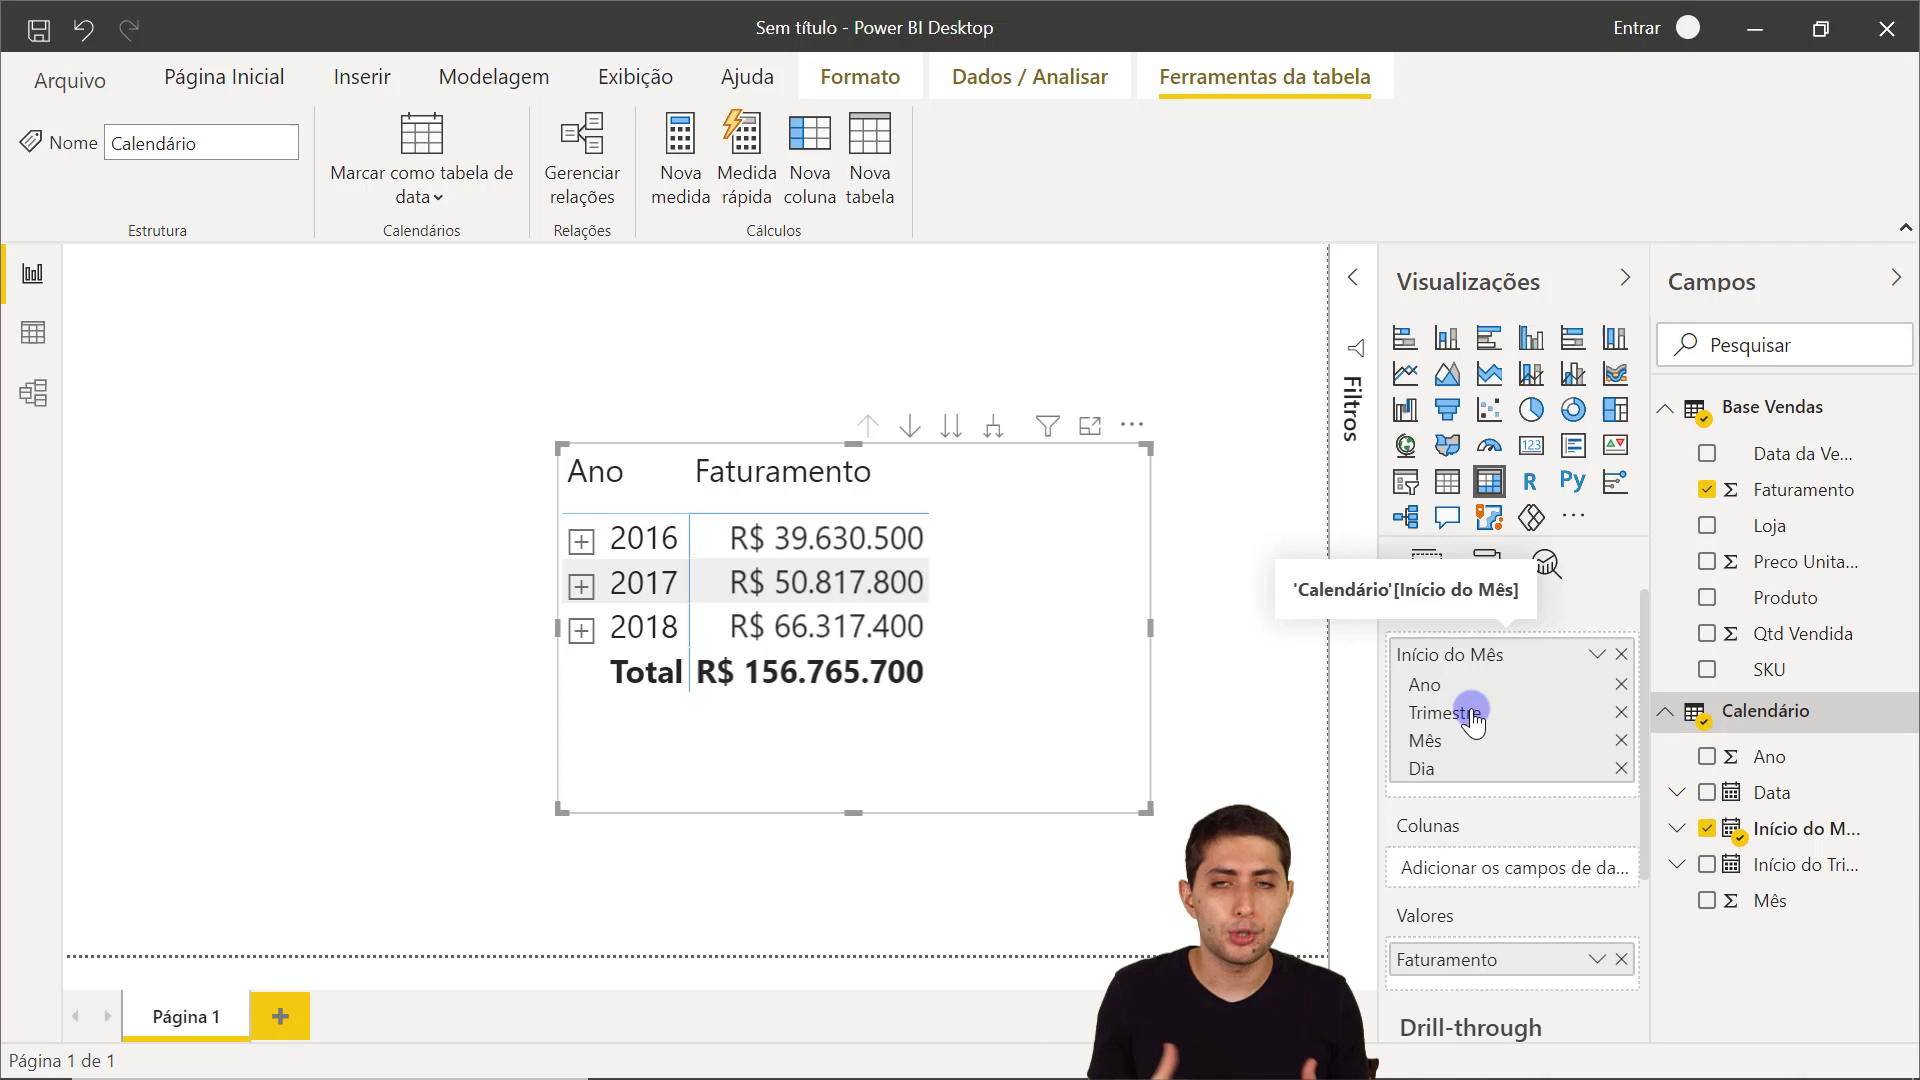 Sem título - Power BI Desktop
Entrar
Arquivo
Página Inicial
Inserir
Modelagem
Exibição
Ajuda
Formato
Dados / Analisar
Ferramentas da tabela
Nome
Calendário
Marcar como tabela de
data
Gerenciar
relações
Nova
medida
Medida
rápida
Nova
coluna
Nova
tabela
Estrutura
Calendários
Relações
Cálculos
Ano Faturamento
2016 R$ 39.630.500
2017 R$ 50.817.800
2018 R$ 66.317.400
Total R$ 156.765.700
Filtros
Visualizações
123
R
Py
'Calendário'[Início do Mês]
Início do Mês
Ano
Trimestre
Mês
Dia
Colunas
Adicionar os campos de da...
Valores
Faturamento
Drill-through
Campos
Pesquisar
Base Vendas
Data da Ve...
Faturamento
Loja
Preco Unita...
Produto
Qtd Vendida
SKU
Calendário
Ano
Data
Início do M...
Início do Tri...
Mês
Página 1
Página 1 de 1